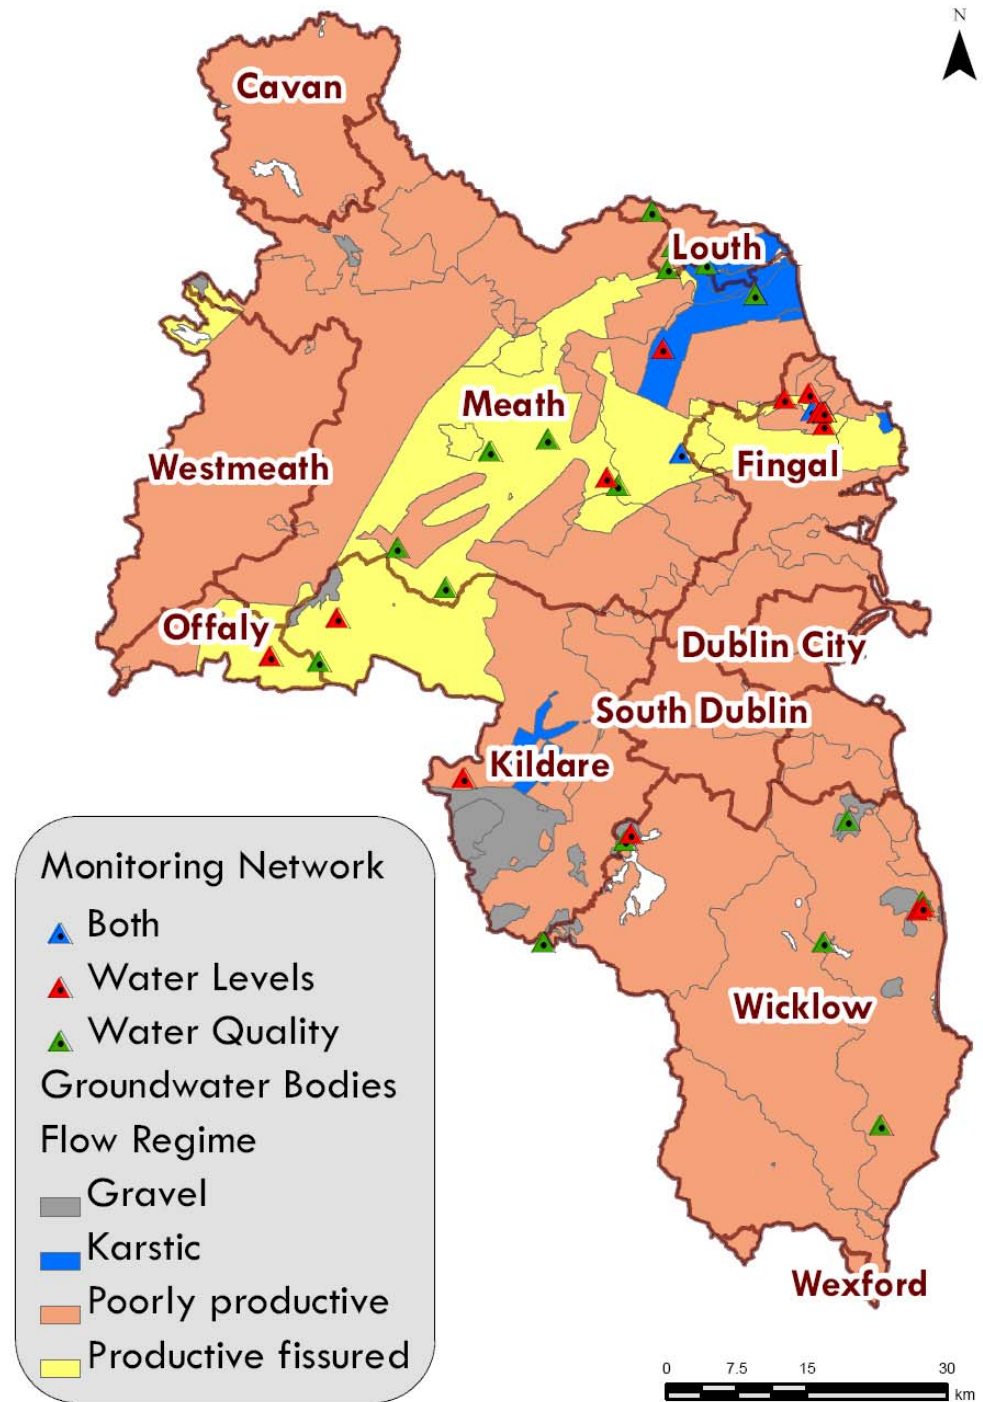 N
Cavan
Louth
Meath
Westmeath
Fingal
Offaly
Dublin City
South Dublin
Kildare
Wicklow
Wexford
Monitoring Network
Both
Water Levels
Water Quality
Groundwater Bodies
Flow Regime
Gravel
Karstic
Poorly productive
Productive fissured
0 7.5 15 30
km